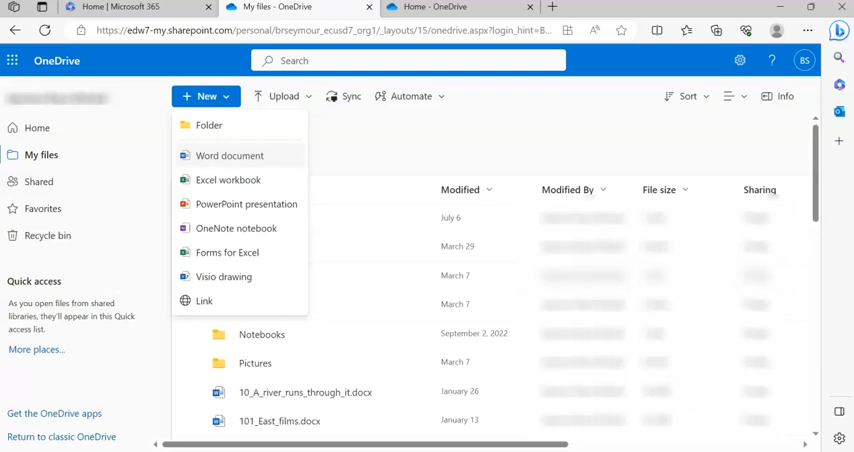 Home | Microsoft 365
My files - OneDrive
Home - OneDrive
https://edw7-my.sharepoint.com/personal/brseymour_ecusd7_org1/_layouts/15/onedrive.aspx?login_hint=B...
OneDrive
Search
?
BS
+ New
Upload
Sync
Automate
Sort
Info
Home
My files
Shared
Favorites
Recycle bin
Quick access
As you open files from shared
libraries, they'll appear in this Quick
access list.
More places...
Get the OneDrive apps
Return to classic OneDrive
Folder
Word document
Excel workbook
PowerPoint presentation
OneNote notebook
Forms for Excel
Visio drawing
Link
Modified
Modified By
File size
Sharing
July 6
March 29
March 7
March 7
Notebooks
September 2, 2022
Pictures
March 7
10_A_river_runs_through_it.docx
January 26
101_East_films.docx
January 13